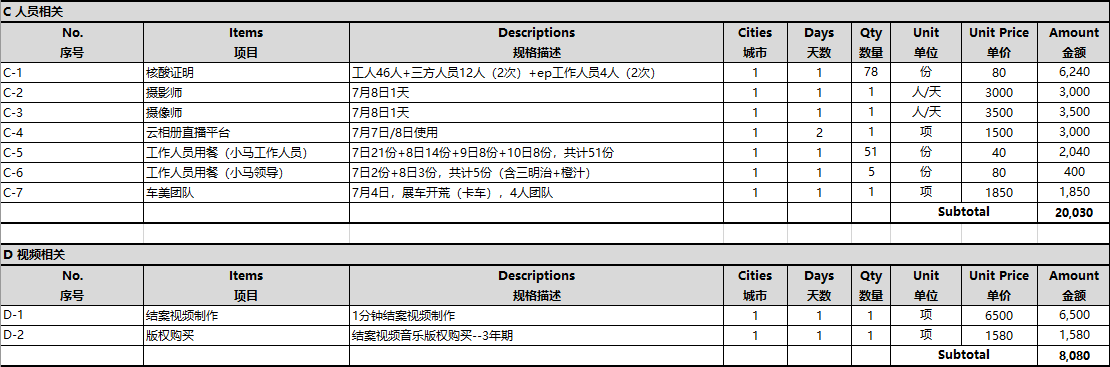 C 人员相关
No. Items Descriptions Cities Days Qty Unit Unit Price Amount
序号 项目 规格描述 城市 天数 数量 单位 单价 金额
C-1 核酸证明 工人46人+三方人员12人（2次）+ep工作人员4人（2次） 1 1 78 份 80 6,240
C-2 摄影师 7月8日1天 1 1 1 人/天 3000 3,000
C-3 摄像师 7月8日1天 1 1 1 人/天 3500 3,500
C-4 云相册直播平台 7月7日/8日使用 1 2 1 项 1500 3,000
C-5 工作人员用餐（小马工作人员） 7日21份+8日14份+9日8份+10日8份，共计51份 1 1 51 份 40 2,040
C-6 工作人员用餐（小马领导） 7日2份+8日3份，共计5份（含三明治+橙汁） 1 1 5 份 80 400
C-7 车美团队 7月4日，展车开荒（卡车），4人团队 1 1 1 项 1850 1,850
Subtotal 20,030
D 视频相关
No. Items Descriptions Cities Days Qty Unit Unit Price Amount
序号 项目 规格描述 城市 天数 数量 单位 单价 金额
D-1 结案视频制作 1分钟结案视频制作 1 1 1 项 6500 6,500
D-2 版权购买 结案视频音乐版权购买--3年期 1 1 1 项 1580 1,580
Subtotal 8,080